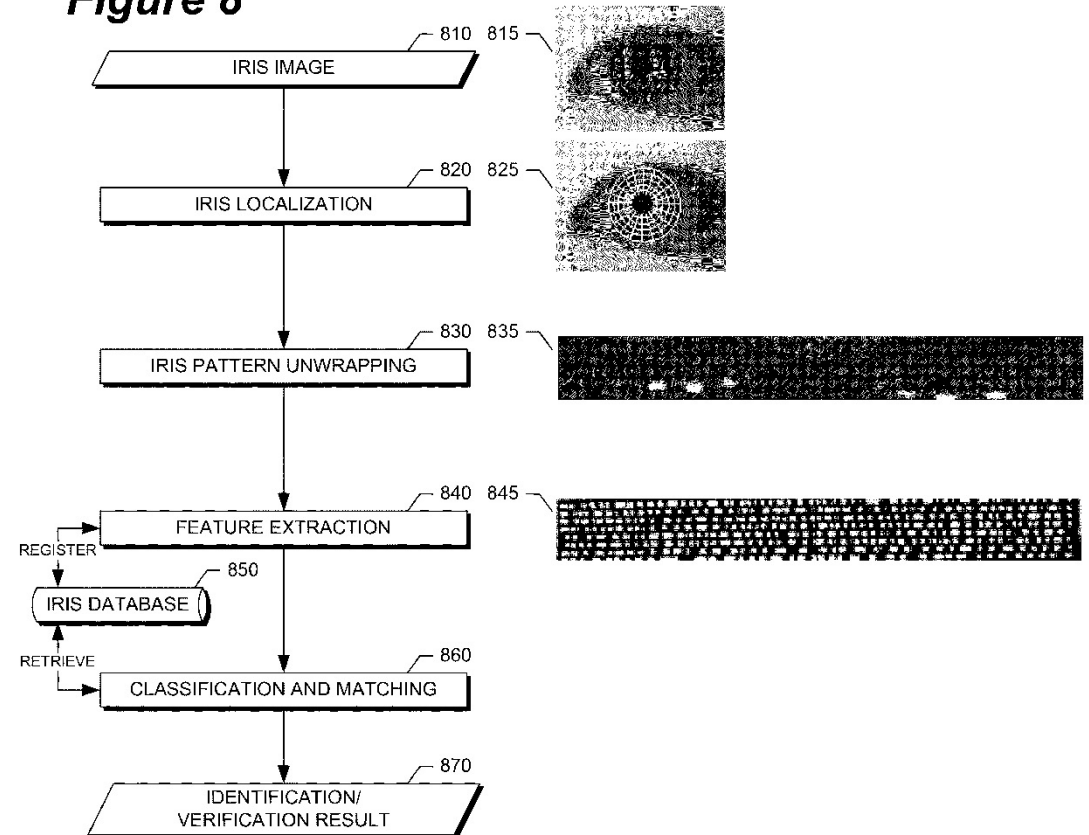 Figure 8
810 815
IRIS IMAGE
820 825
IRIS LOCALIZATION
830 835
IRIS PATTERN UNWRAPPING
840 845
FEATURE EXTRACTION
REGISTER
850
IRIS DATABASE
RETRIEVE
860
CLASSIFICATION AND MATCHING
870
IDENTIFICATION/
VERIFICATION RESULT